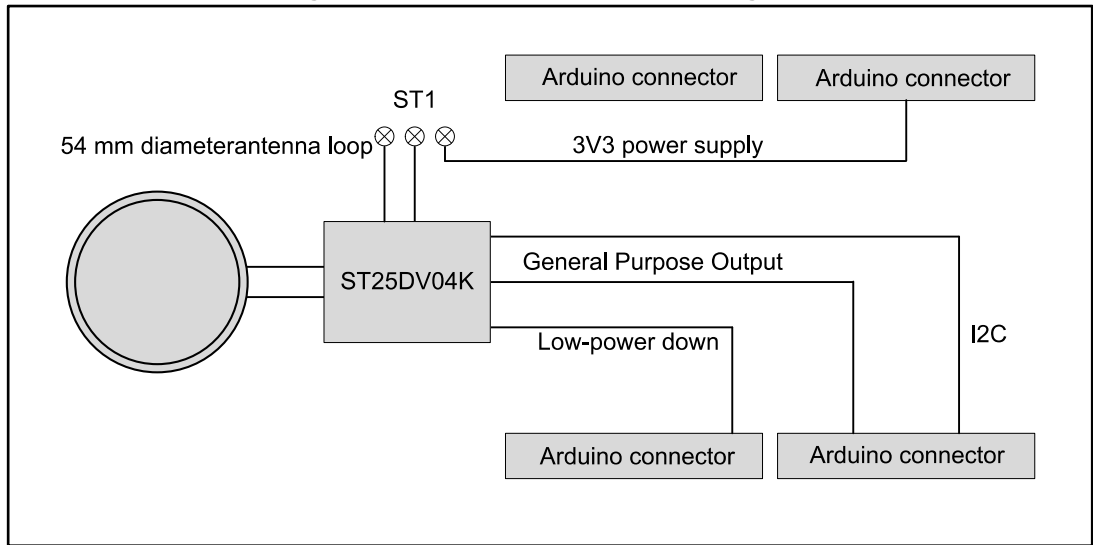 Arduino connector
Arduino connector
ST1
54 mm diameterantenna loop
3V3 power supply
ST25DV04K
General Purpose Output
Low-power down
I2C
Arduino connector
Arduino connector